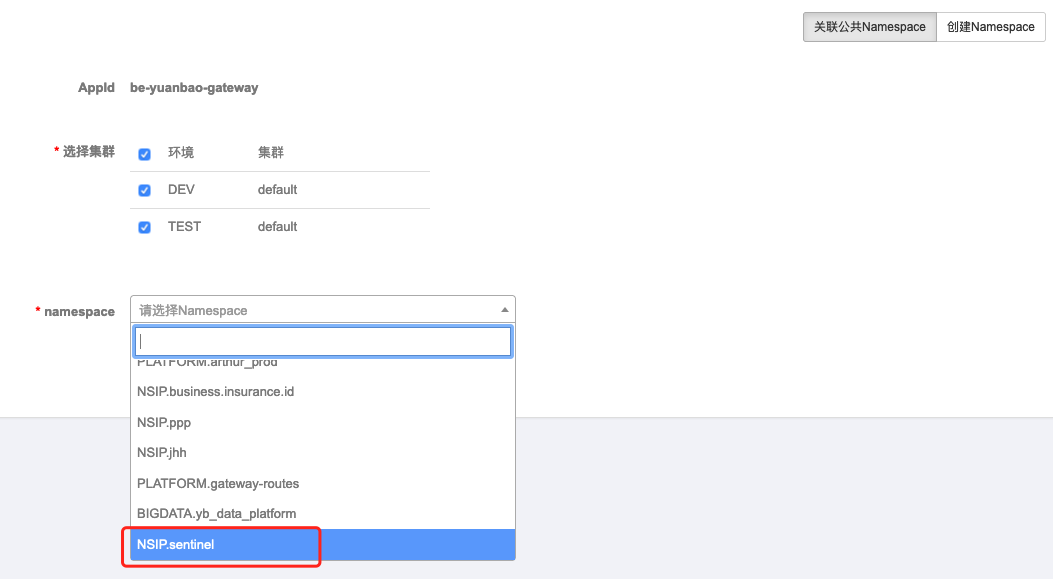 关联公共Namespace 创建Namespace
AppId be-yuanbao-gateway
* 选择集群 环境 集群
DEV default
TEST default
* namespace 请选择Namespace
PLATFORM.arthur_prod
NSIP.business.insurance.id
NSIP.ppp
NSIP.jhh
PLATFORM.gateway-routes
BIGDATA.yb_data_platform
NSIP.sentinel